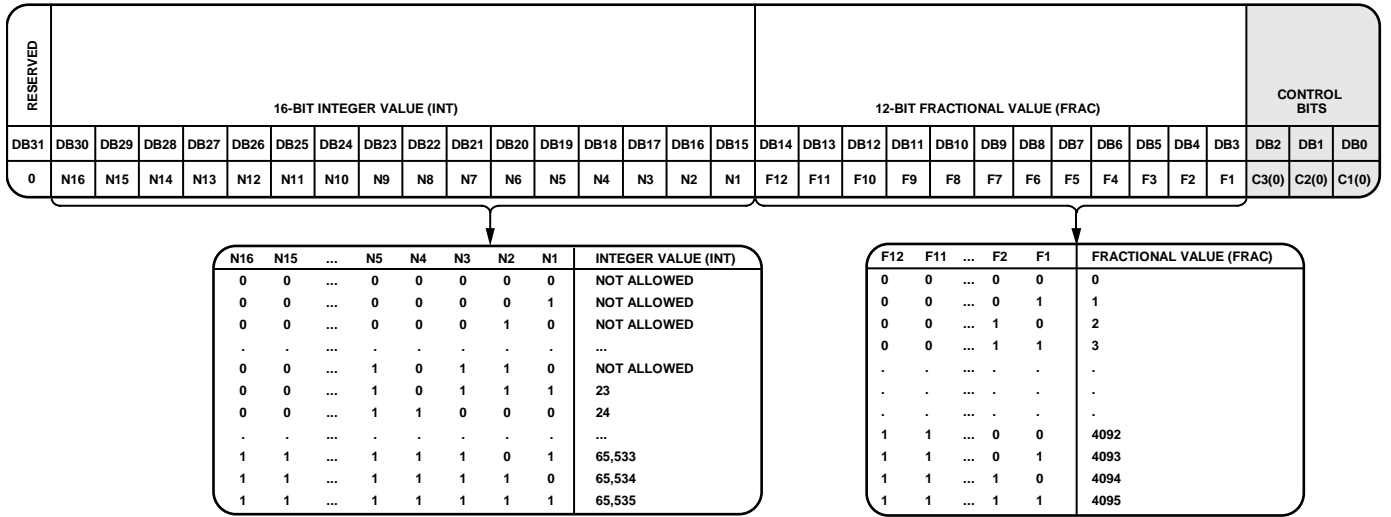 RESERVED
16-BIT INTEGER VALUE (INT)
12-BIT FRACTIONAL VALUE (FRAC)
CONTROL
BITS
DB31 DB30 DB29 DB28 DB27 DB26 DB25 DB24 DB23 DB22 DB21 DB20 DB19 DB18 DB17 DB16 DB15 DB14 DB13 DB12 DB11 DB10 DB9 DB8 DB7 DB6 DB5 DB4 DB3 DB2 DB1 DB0
0 N16 N15 N14 N13 N12 N11 N10 N9 N8 N7 N6 N5 N4 N3 N2 N1 F12 F11 F10 F9 F8 F7 F6 F5 F4 F3 F2 F1 C3(0) C2(0) C1(0)
N16 N15 ... N5 N4 N3 N2 N1 INTEGER VALUE (INT)
0 0 ... 0 0 0 0 0 NOT ALLOWED
0 0 ... 0 0 0 0 1 NOT ALLOWED
0 0 ... 0 0 0 1 0 NOT ALLOWED
. . ... . . . . . ...
0 0 ... 1 0 1 1 0 NOT ALLOWED
0 0 ... 1 0 1 1 1 23
0 0 ... 1 1 0 0 0 24
. . ... . . . . . ...
1 1 ... 1 1 1 0 1 65,533
1 1 ... 1 1 1 1 0 65,534
1 1 ... 1 1 1 1 1 65,535
F12 F11 ... F2 F1 FRACTIONAL VALUE (FRAC)
0 0 ... 0 0 0
0 0 ... 0 1 1
0 0 ... 1 0 2
0 0 ... 1 1 3
. . ... . . .
. . ... . . .
. . ... . . .
1 1 ... 0 0 4092
1 1 ... 0 1 4093
1 1 ... 1 0 4094
1 1 ... 1 1 4095